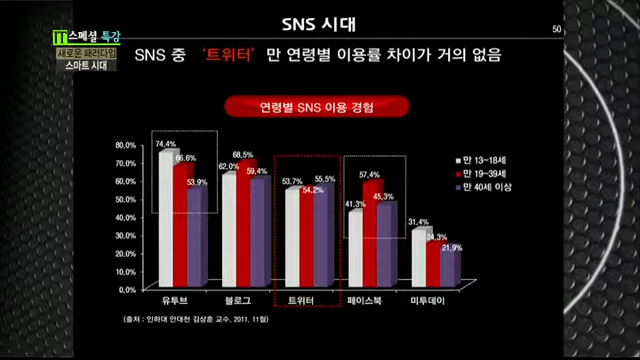 SNS 시대
50
IT스페셜 특강
새로운 패러다임
스마트 시대
SNS 중 '트위터' 만 연령별 이용률 차이가 거의 없음
연령별 SNS 이용 경험
80.0%
70.0%
60.0%
50.0%
40.0%
30.0%
20.0%
10.0%
0.0%
74.4%
66.6%
53.9%
62.0%
68.5%
59.4%
53.7%
54.2%
55.5%
41.3%
57.4%
45.3%
31.4%
24.3%
21.9%
만 13~18세
만 19~39세
만 40세 이상
유투브
블로그
트위터
페이스북
미투데이
(출처 : 인하대 안대천 김상훈 교수, 2011. 11월)